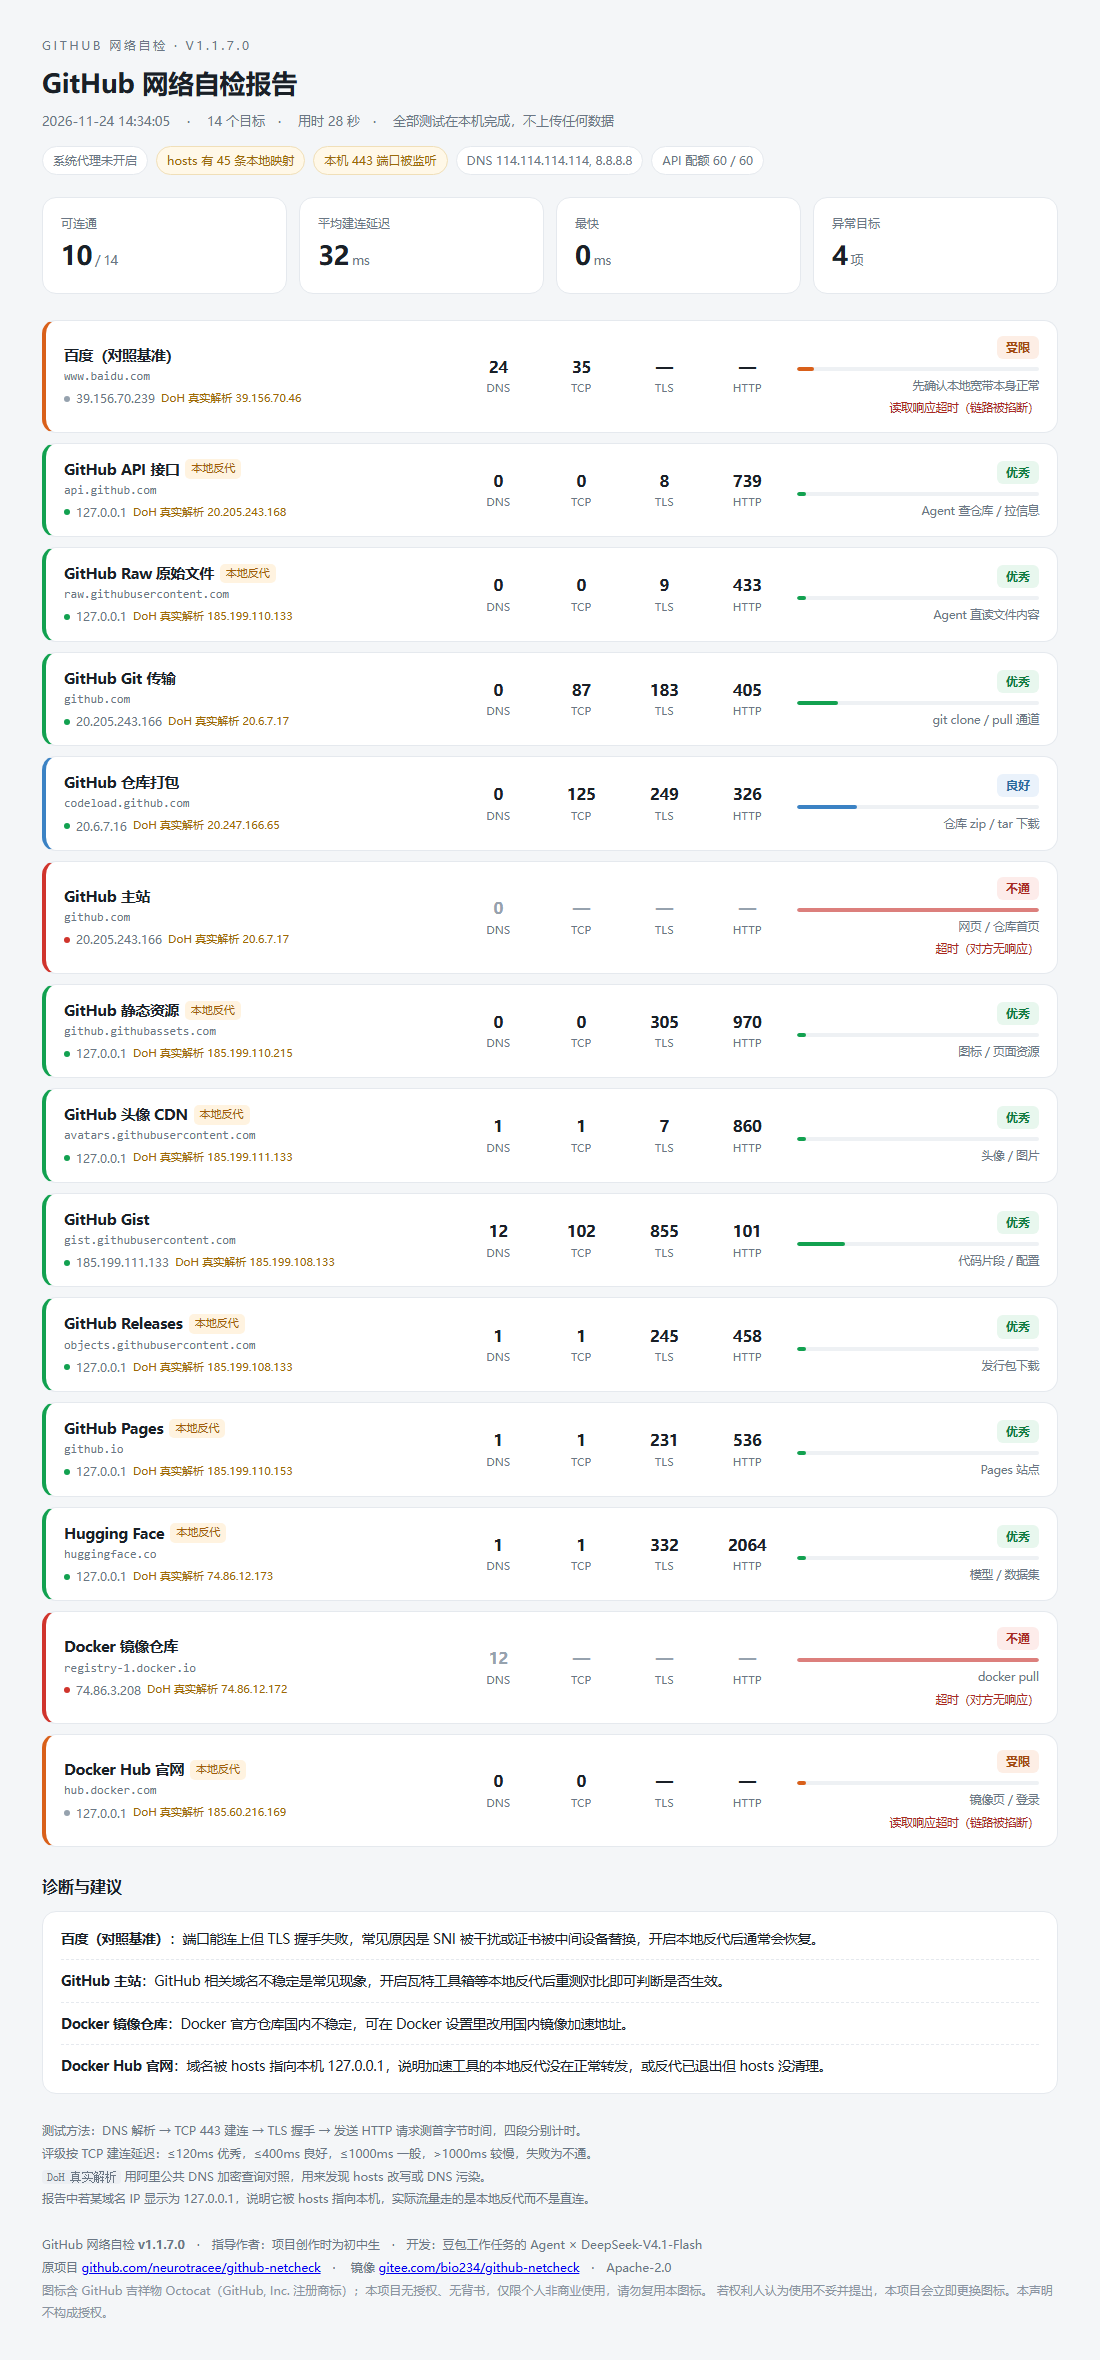 GITHUB 网络自检 · V1.1.7.0
GitHub 网络自检报告
2026-11-24 14:34:05 · 14 个目标 · 用时 28 秒 · 全部测试在本机完成，不上传任何数据
系统代理未开启 hosts 有 45 条本地映射 本机 443 端口被监听 DNS 114.114.114.114, 8.8.8.8 API 配额 60 / 60
可连通 平均建连延迟 最快 异常目标
10 / 14 32 ms 0 ms 4 项
百度（对照基准） 受限
www.baidu.com 24 DNS 35 TCP — TLS — HTTP 先确认本地宽带本身正常
39.156.70.239 DoH 真实解析 39.156.70.46 读取响应超时（链路被掐断）
GitHub API 接口 本地反代 优秀
api.github.com 0 DNS 0 TCP 8 TLS 739 HTTP
127.0.0.1 DoH 真实解析 20.205.243.168 Agent 查仓库 / 拉信息
GitHub Raw 原始文件 本地反代 优秀
raw.githubusercontent.com 0 DNS 0 TCP 9 TLS 433 HTTP
127.0.0.1 DoH 真实解析 185.199.110.133 Agent 直读文件内容
GitHub Git 传输 优秀
github.com 0 DNS 87 TCP 183 TLS 405 HTTP
20.205.243.166 DoH 真实解析 20.6.7.17 git clone / pull 通道
GitHub 仓库打包 良好
codeload.github.com 0 DNS 125 TCP 249 TLS 326 HTTP
20.6.7.16 DoH 真实解析 20.247.166.65 仓库 zip / tar 下载
GitHub 主站 不通
github.com 0 DNS — TCP — TLS — HTTP 网页 / 仓库首页
20.205.243.166 DoH 真实解析 20.6.7.17 超时（对方无响应）
GitHub 静态资源 本地反代 优秀
github.githubassets.com 0 DNS 0 TCP 305 TLS 970 HTTP
127.0.0.1 DoH 真实解析 185.199.110.215 图标 / 页面资源
GitHub 头像 CDN 本地反代 优秀
avatars.githubusercontent.com 1 DNS 1 TCP 7 TLS 860 HTTP
127.0.0.1 DoH 真实解析 185.199.111.133 头像 / 图片
GitHub Gist 优秀
gist.githubusercontent.com 12 DNS 102 TCP 855 TLS 101 HTTP
185.199.111.133 DoH 真实解析 185.199.108.133 代码片段 / 配置
GitHub Releases 本地反代 优秀
objects.githubusercontent.com 1 DNS 1 TCP 245 TLS 458 HTTP
127.0.0.1 DoH 真实解析 185.199.108.133 发行包下载
GitHub Pages 本地反代 优秀
github.io 1 DNS 1 TCP 231 TLS 536 HTTP
127.0.0.1 DoH 真实解析 185.199.110.153 Pages 站点
Hugging Face 本地反代 优秀
huggingface.co 1 DNS 1 TCP 332 TLS 2064 HTTP
127.0.0.1 DoH 真实解析 74.86.12.173 模型 / 数据集
Docker 镜像仓库 不通
registry-1.docker.io 12 DNS — TCP — TLS — HTTP docker pull
74.86.3.208 DoH 真实解析 74.86.12.172 超时（对方无响应）
Docker Hub 官网 本地反代 受限
hub.docker.com 0 DNS 0 TCP — TLS — HTTP 镜像页 / 登录
127.0.0.1 DoH 真实解析 185.60.216.169 读取响应超时（链路被掐断）
诊断与建议
百度（对照基准）：端口能连上但 TLS 握手失败，常见原因是 SNI 被干扰或证书被中间设备替换，开启本地反代后通常会恢复。
GitHub 主站：GitHub 相关域名不稳定是常见现象，开启瓦特工具箱等本地反代后重测对比即可判断是否生效。
Docker 镜像仓库：Docker 官方仓库国内不稳定，可在 Docker 设置里改用国内镜像加速地址。
Docker Hub 官网：域名被 hosts 指向本机 127.0.0.1，说明加速工具的本地反代没在正常转发，或反代已退出但 hosts 没清理。
测试方法：DNS 解析 → TCP 443 建连 → TLS 握手 → 发送 HTTP 请求测首字节时间，四段分别计时。
评级按 TCP 建连延迟：≤120ms 优秀，≤400ms 良好，≤1000ms 一般，>1000ms 较慢，失败为不通。
DoH 真实解析 用阿里公共 DNS 加密查询对照，用来发现 hosts 改写或 DNS 污染。
报告中若某域名 IP 显示为 127.0.0.1，说明它被 hosts 指向本机，实际流量走的是本地反代而不是直连。
GitHub 网络自检 v1.1.7.0 · 指导作者：项目创作时为初中生 · 开发：豆包工作任务的 Agent × DeepSeek-V4.1-Flash
原项目 github.com/neurotracee/github-netcheck · 镜像 gitee.com/bio234/github-netcheck · Apache-2.0
图标含 GitHub 吉祥物 Octocat（GitHub, Inc. 注册商标）；本项目无授权、无背书，仅限个人非商业使用，请勿复用本图标。 若权利人认为使用不妥并提出，本项目会立即更换图标。本声明
不构成授权。